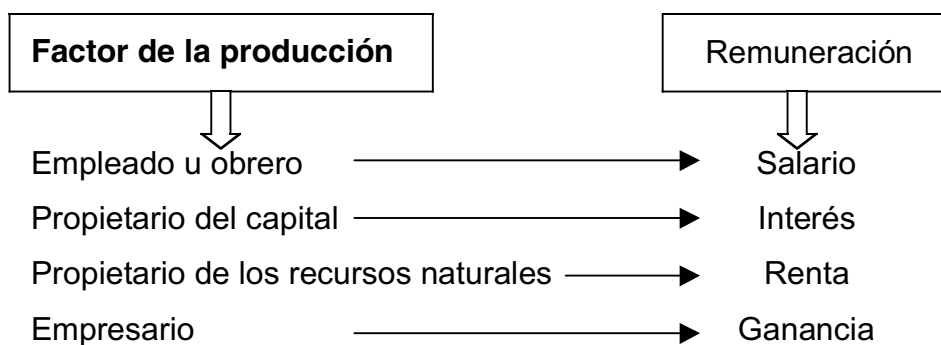 Factor de la producción Remuneración
Empleado u obrero Salario
Propietario del capital Interés
Propietario de los recursos naturales Renta
Empresario Ganancia